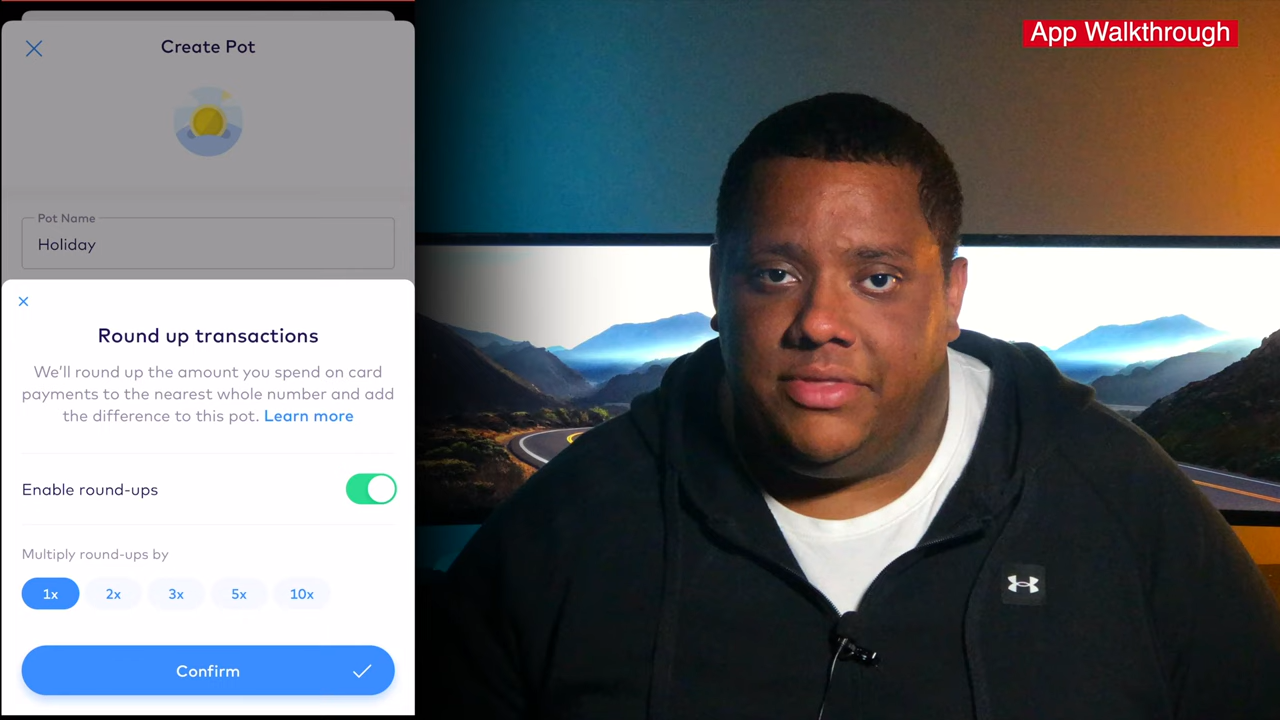 Create Pot
Pot Name
Holiday
Round up transactions
We'll round up the amount you spend on card
payments to the nearest whole number and add
the difference to this pot. Learn more
Enable round-ups
Multiply round-ups by
1x 2x 3x 5x 10x
Confirm
App Walkthrough